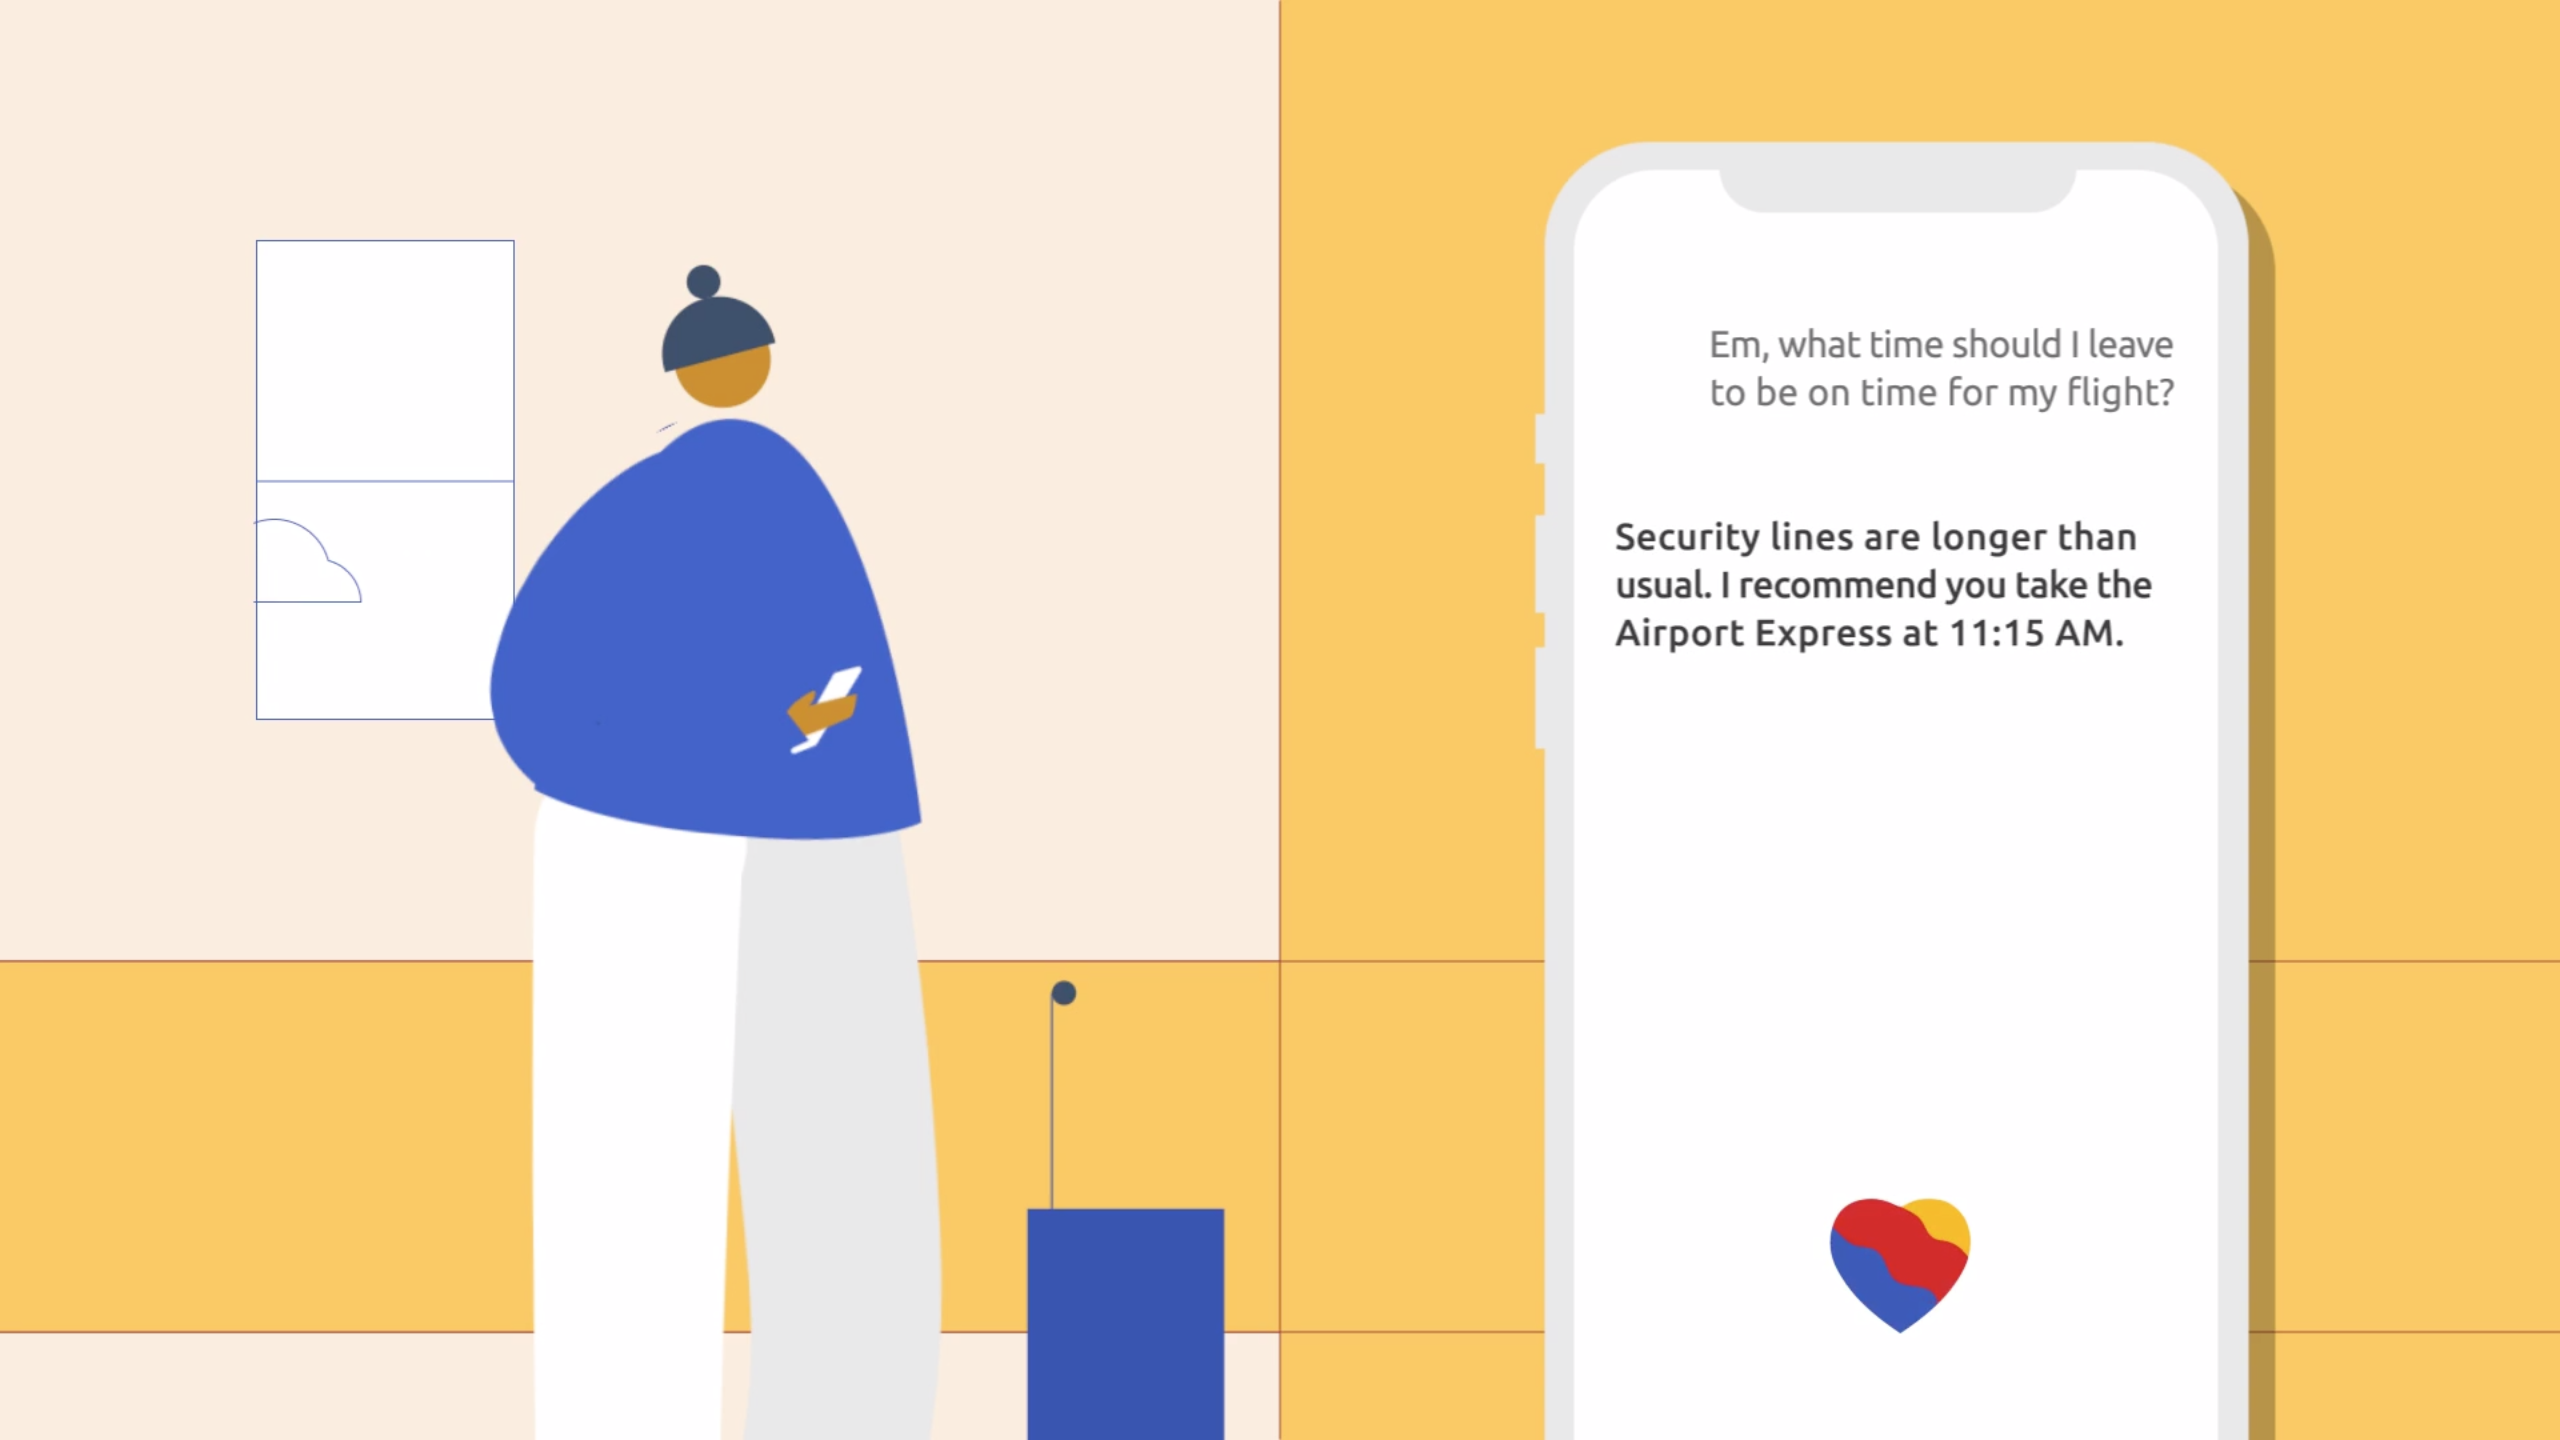 Em, what time should I leave
to be on time for my flight?
Security lines are longer than
usual. I recommend you take the
Airport Express at 11:15 AM.